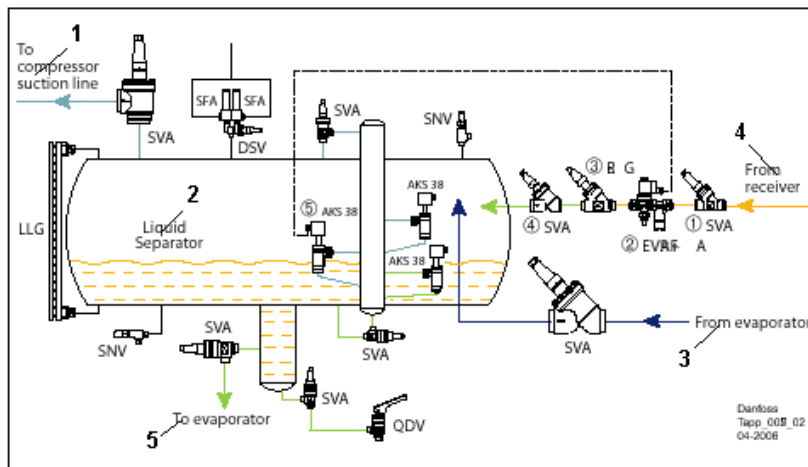 1
To
compressor
suction line
SVA
SFA SFA
DSV
SVA
SNV
4
From
receiver
③ G
④ SVA
① SVA
②
2
Liquid
Separator
LLG
⑤ AKS 38
AKS 38
AKS 38
SVA
From evaporator
3
SNV
SVA
SVA
SVA
QDV
To evaporator
5
Danfoss
04-2006